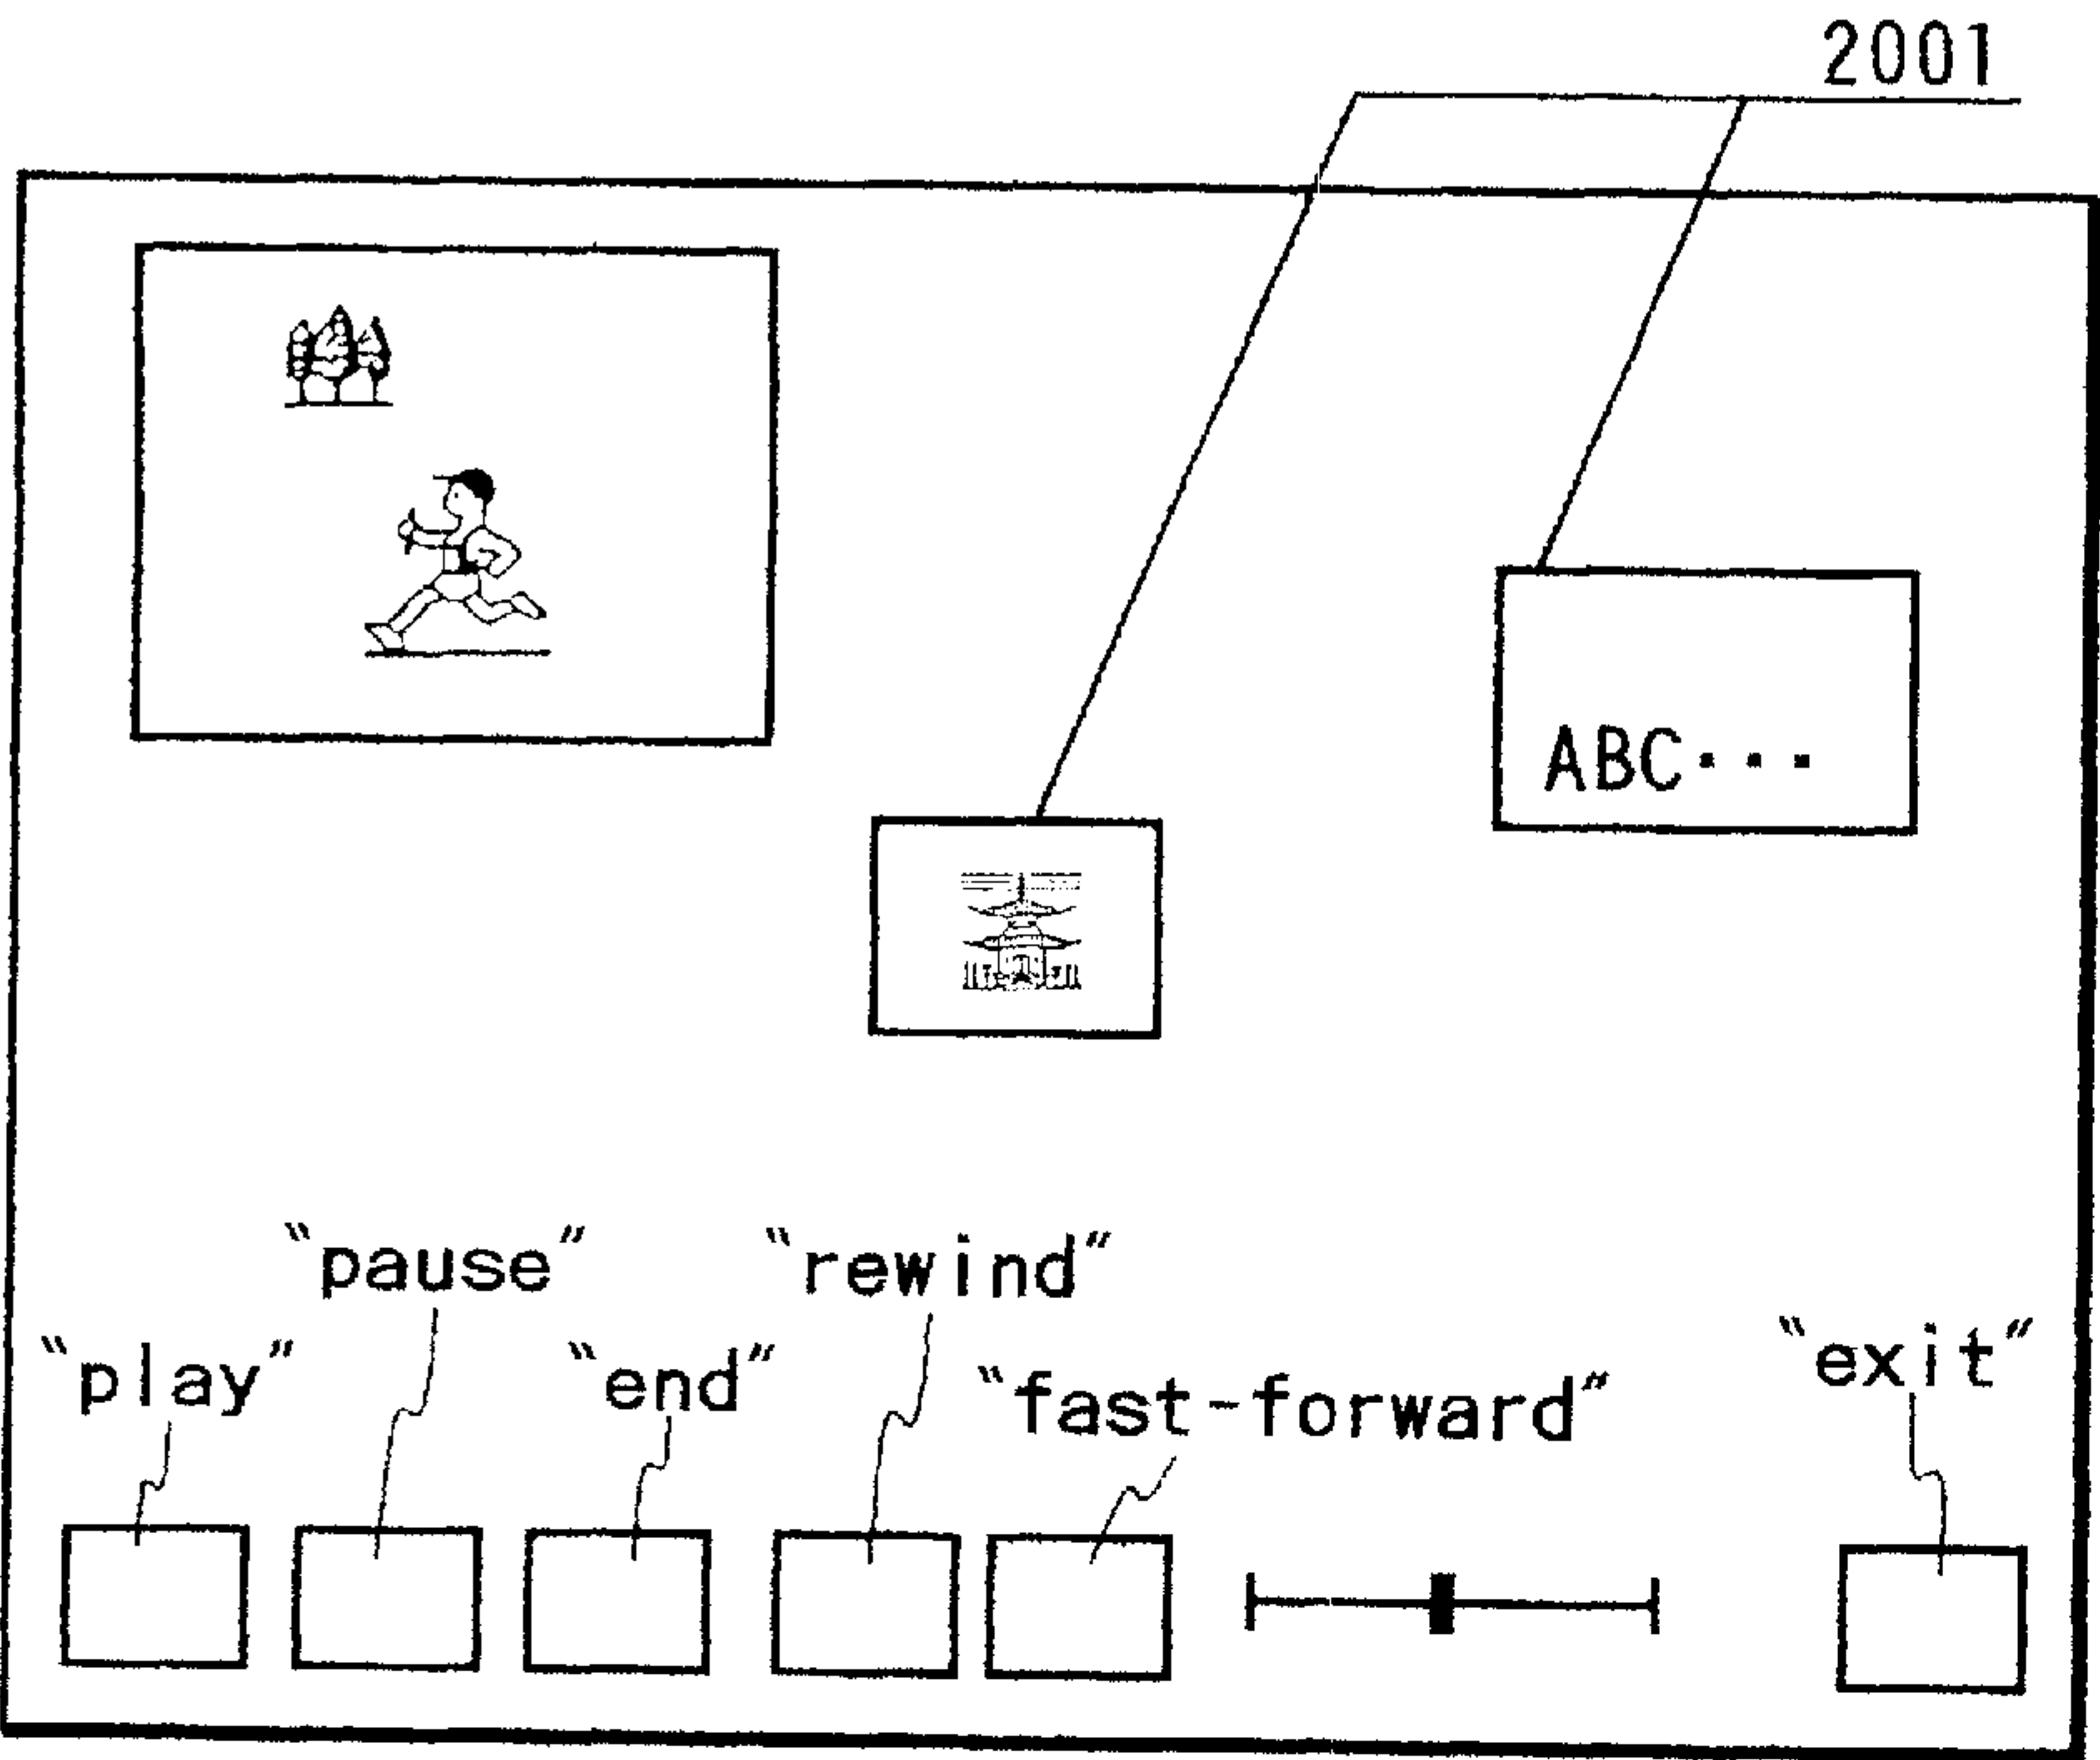 2001
ABC･･･
"pause"
"rewind"
"play"
"end"
"fast-forward"
"exit"